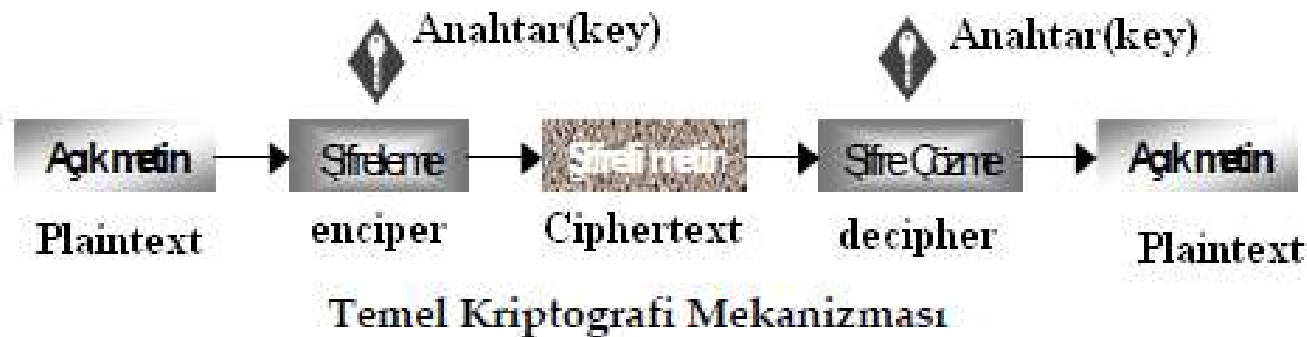 Anahtar(key) Anahtar(key)
Açık metin Şifreleme Şifreli metin Şifre Çözme Açık metin
Plaintext enciper Ciphertext decipher Plaintext
Temel Kriptografi Mekanizması